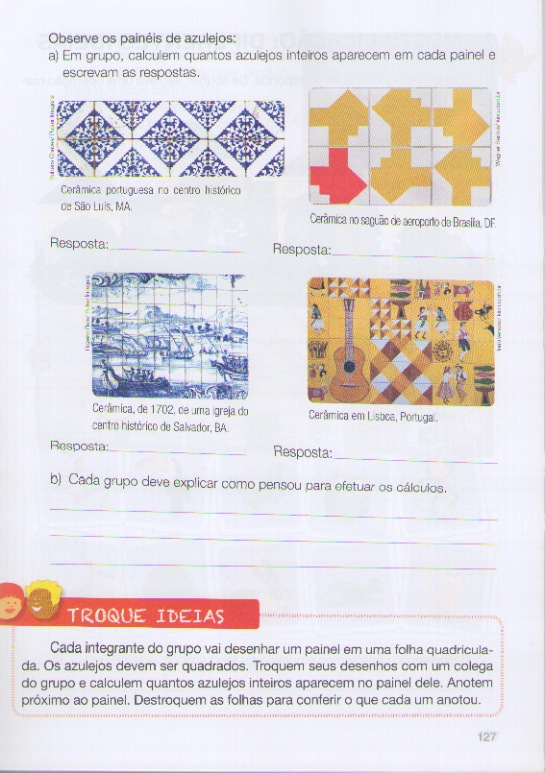 Observe os painéis de azulejos:
a) Em grupo, calculem quantos azulejos inteiros aparecem em cada painel e
escrevam as respostas.
Cerâmica portuguesa no centro histórico
de São Luís, MA.
Cerâmica no saguão de aeroporto de Brasília, DF.
Resposta:
Resposta:
Cerâmica, de 1702, de uma igreja do
centro histórico de Salvador, BA.
Cerâmica em Lisboa, Portugal.
Resposta:
Resposta:
b) Cada grupo deve explicar como pensou para efetuar os cálculos.
TROQUE IDEIAS
Cada integrante do grupo vai desenhar um painel em uma folha quadricula-
da. Os azulejos devem ser quadrados. Troquem seus desenhos com um colega
do grupo e calculem quantos azulejos inteiros aparecem no painel dele. Anotem
próximo ao painel. Destroquem as folhas para conferir o que cada um anotou.
127